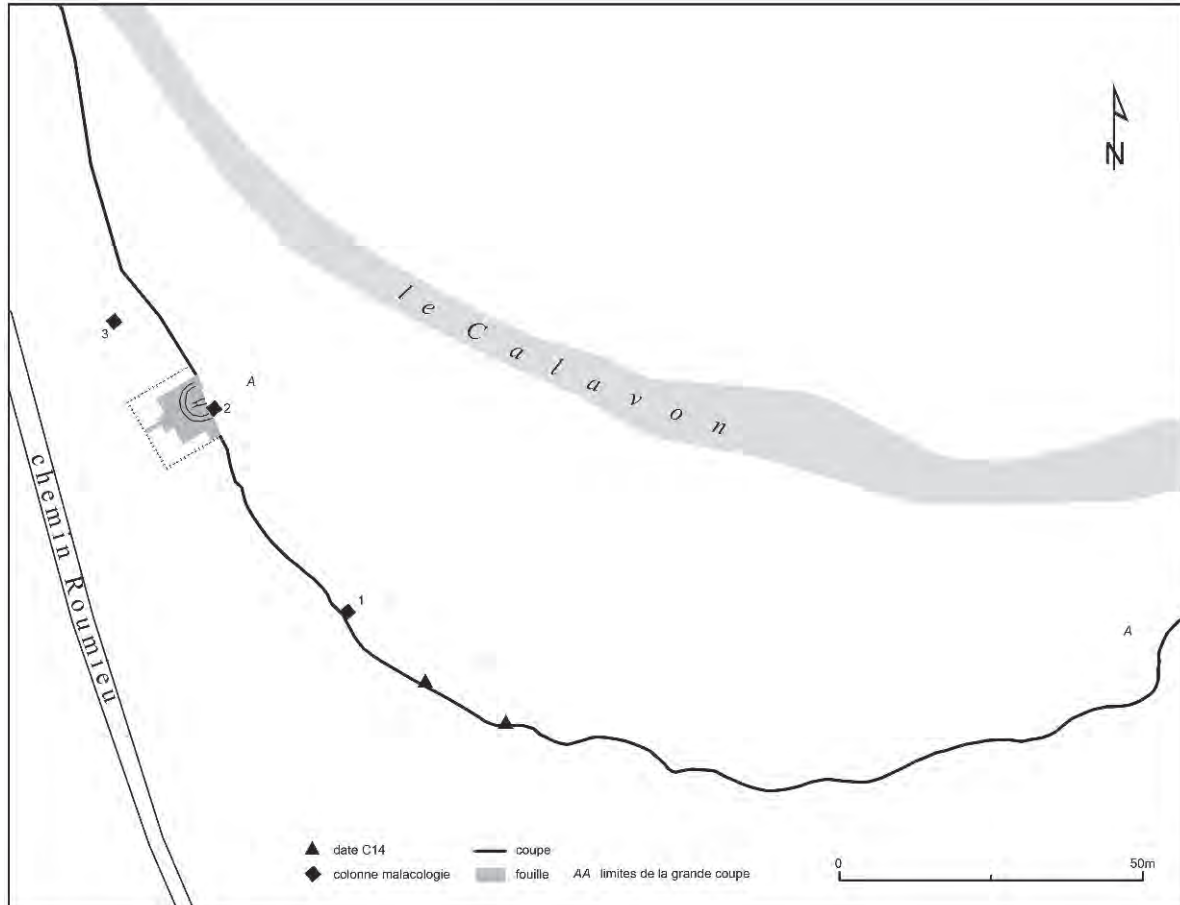 N
le Calavon
3
A
2
chemin Roumieu
1
A
date C14
coupe
colonne malacologie
fouille
AA limites de la grande coupe
0
50m